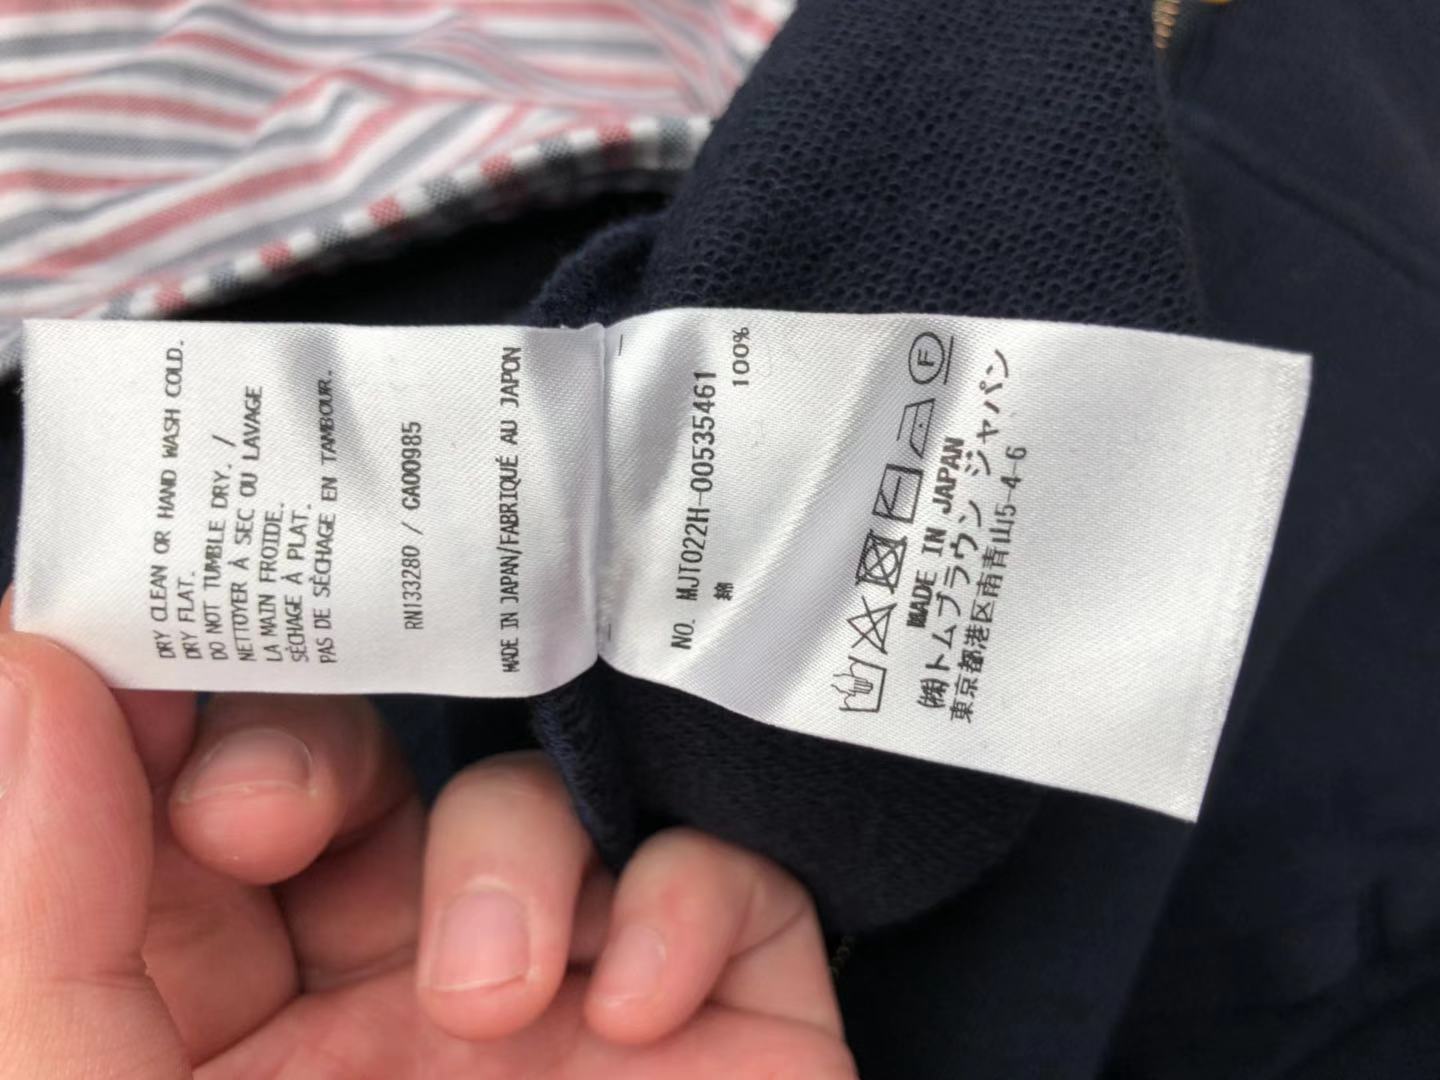 DRY CLEAN OR HAND WASH COLD.
DRY FLAT.
DO NOT TUMBLE DRY. /
NETTOYER À SEC OU LAVAGE
LA MAIN FROIDE.
SÉCHAGE À PLAT.
PAS DE SÉCHAGE EN TAMBOUR.
RN133280 / CA00985
MADE IN JAPAN/FABRIQUÉ AU JAPON
NO. MJT022H-00535461
綿 100%
F
MADE IN JAPAN
(株)トムブラウン ジャパン
東京都港区南青山5-4-6